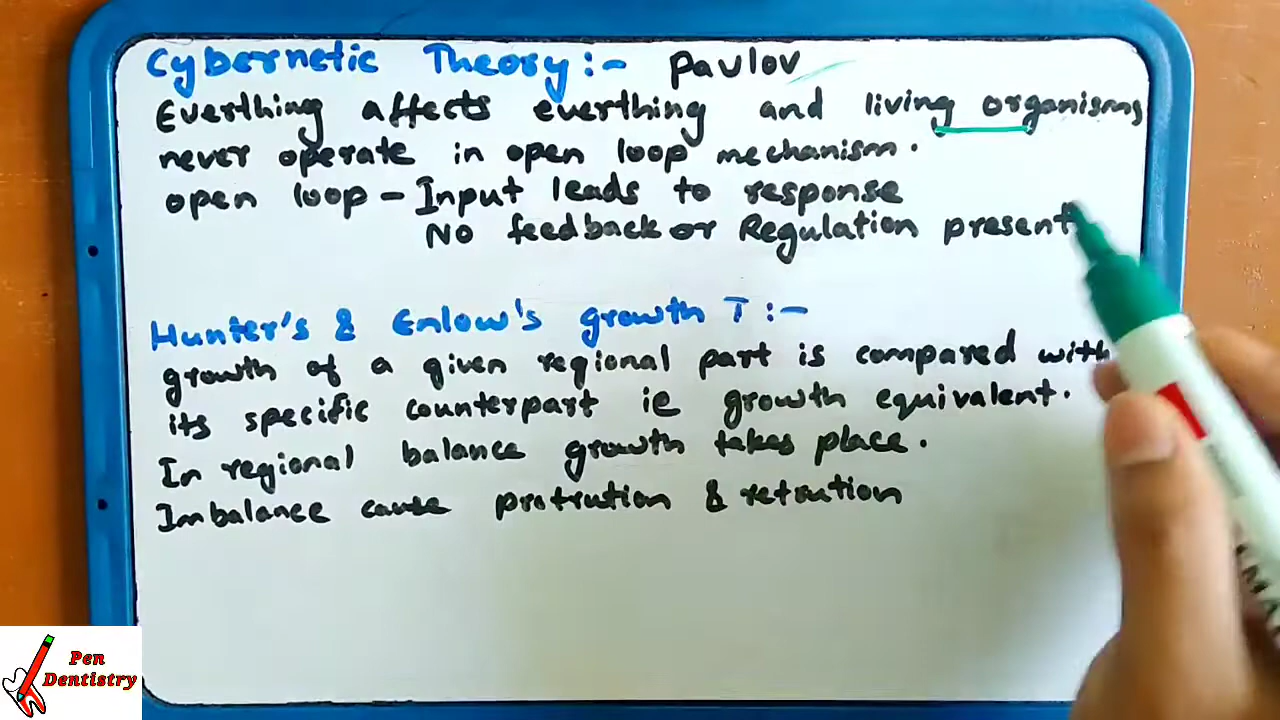 Cybernetic Theory:- Pavlov
Everthing affects everthing and living organisms
never operate in open loop mechanism.
open loop - Input leads to response
No feedback or Regulation present
Hunter's & Enlow's growth T:-
growth of a given regional part is compared with
its specific counterpart ie growth equivalent.
In regional balance growth takes place.
Imbalance cause protrution & retrution
Pen
Dentistry